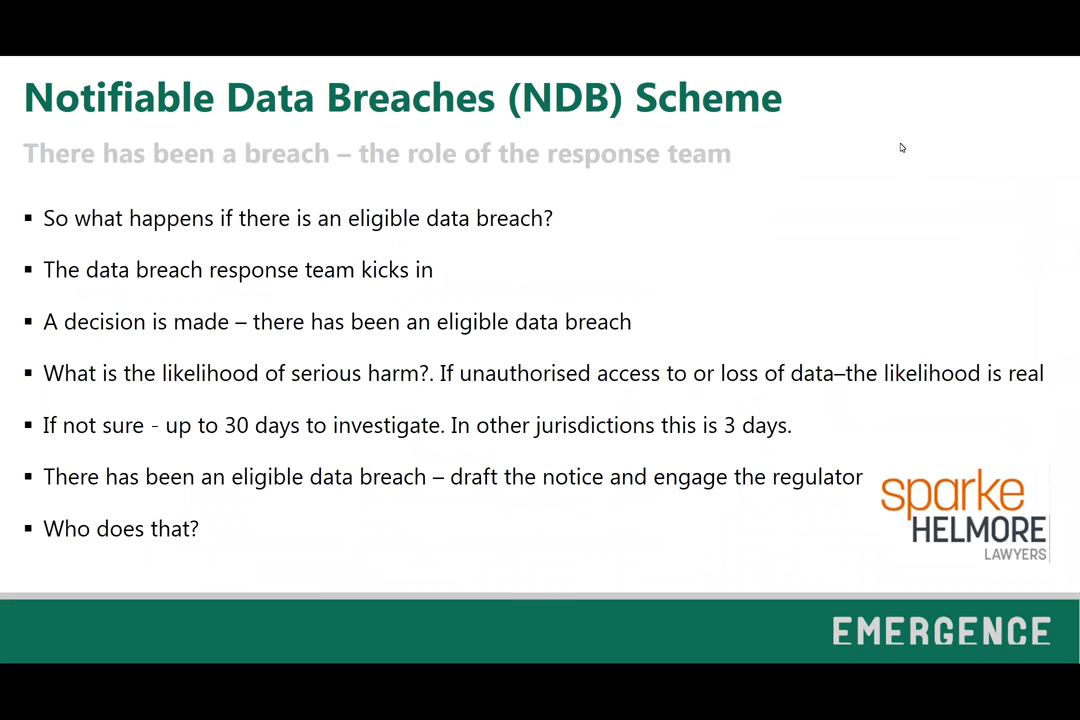 Notifiable Data Breaches (NDB) Scheme
There has been a breach – the role of the response team
▪ So what happens if there is an eligible data breach?
▪ The data breach response team kicks in
▪ A decision is made – there has been an eligible data breach
▪ What is the likelihood of serious harm?. If unauthorised access to or loss of data–the likelihood is real
▪ If not sure - up to 30 days to investigate. In other jurisdictions this is 3 days.
▪ There has been an eligible data breach – draft the notice and engage the regulator
▪ Who does that?
sparke
HELMORE
LAWYERS
EMERGENCE